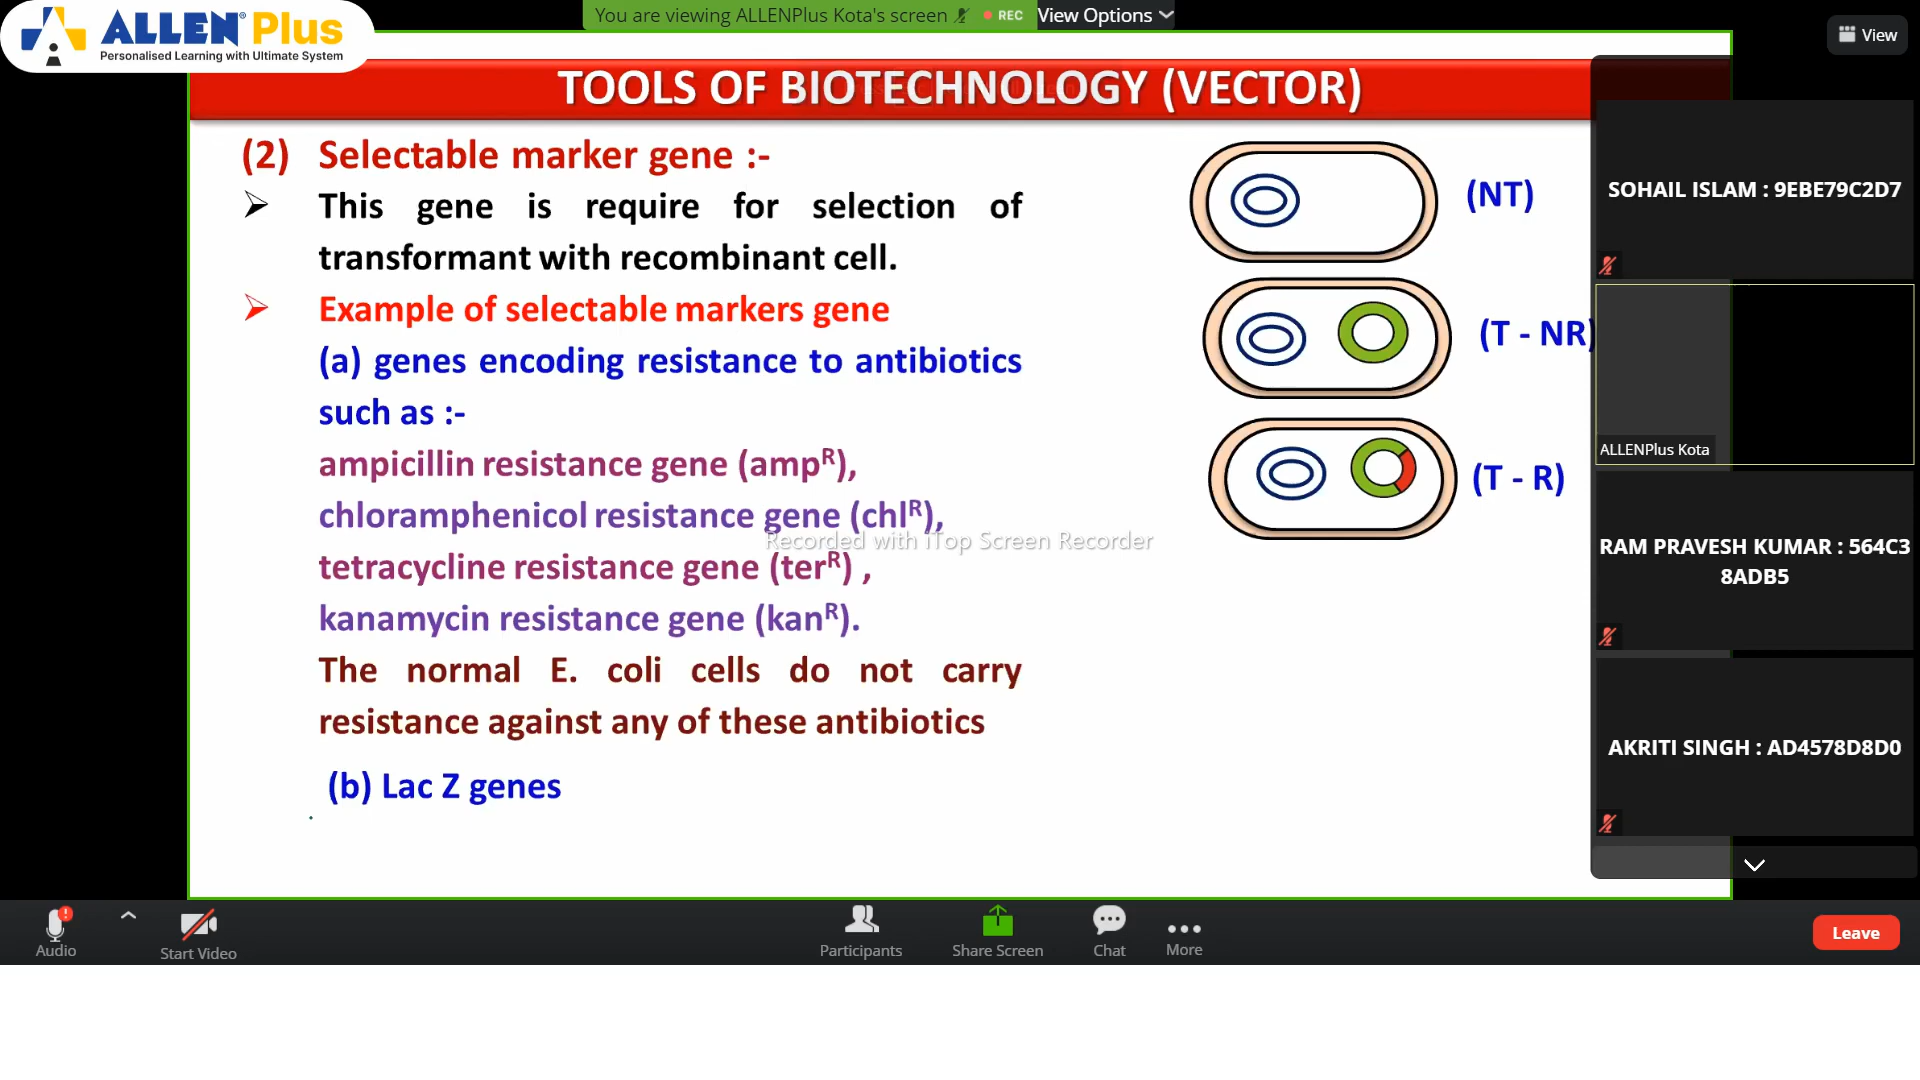 ALLEN® Plus
Personalised Learning with Ultimate System
You are viewing ALLENPlus Kota's screen
REC
View Options
View
TOOLS OF BIOTECHNOLOGY (VECTOR)
(2) Selectable marker gene :-
This gene is require for selection of
transformant with recombinant cell.
Example of selectable markers gene
(a) genes encoding resistance to antibiotics
such as :-
ampicillin resistance gene (ampᴿ),
chloramphenicol resistance gene (chlᴿ),
tetracycline resistance gene (terᴿ) ,
kanamycin resistance gene (kanᴿ).
The normal E. coli cells do not carry
resistance against any of these antibiotics
(b) Lac Z genes
(NT)
(T - NR)
(T - R)
Recorded with iTop Screen Recorder
SOHAIL ISLAM : 9EBE79C2D7
ALLENPlus Kota
RAM PRAVESH KUMAR : 564C3
8ADB5
AKRITI SINGH : AD4578D8D0
Audio
Start Video
Participants
Share Screen
Chat
More
Leave